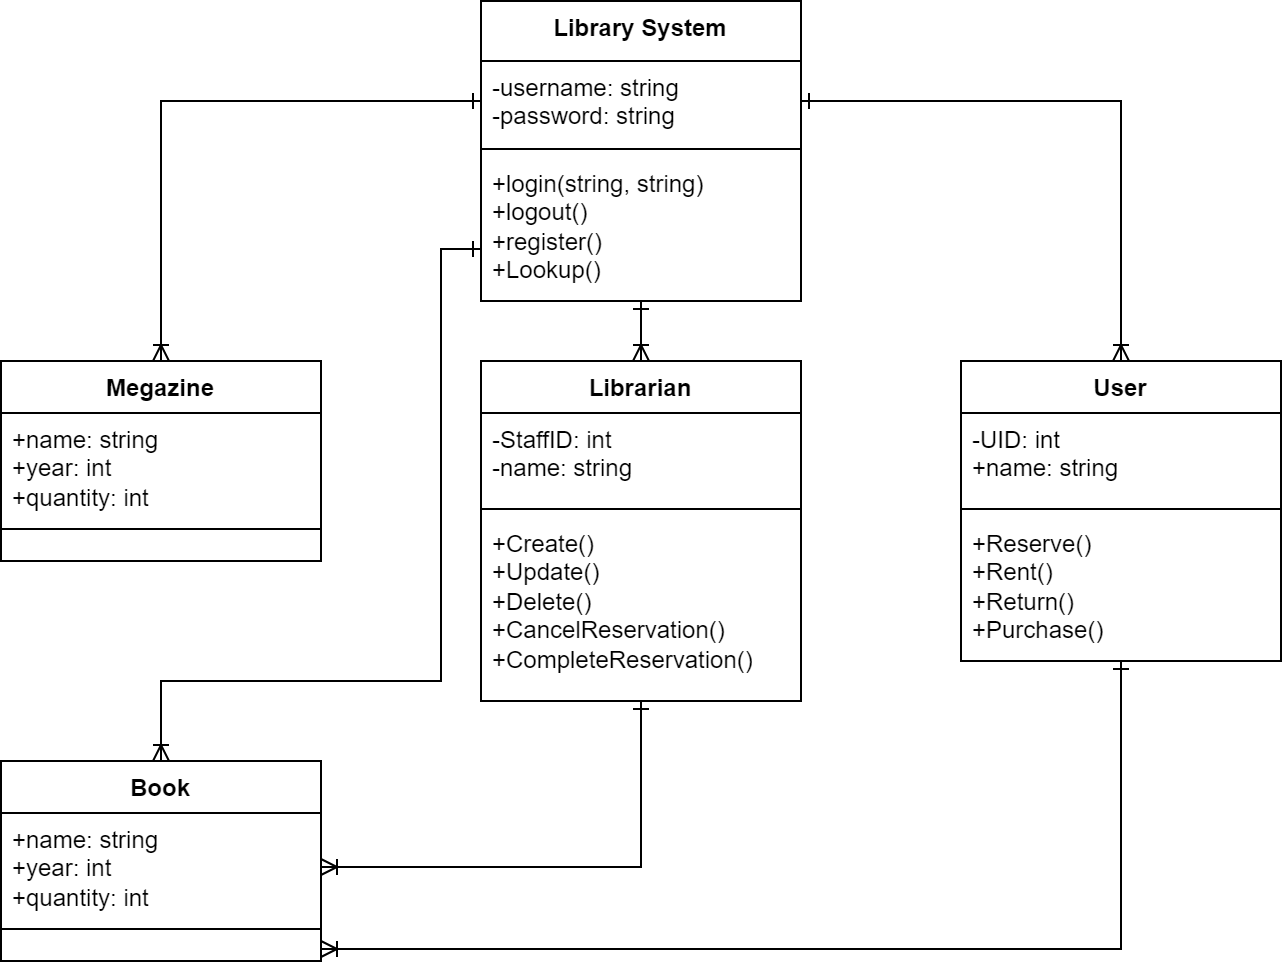 Library System
-username: string
-password: string
+login(string, string)
+logout()
+register()
+Lookup()
Megazine
+name: string
+year: int
+quantity: int
Librarian
-StaffID: int
-name: string
+Create()
+Update()
+Delete()
+CancelReservation()
+CompleteReservation()
User
-UID: int
+name: string
+Reserve()
+Rent()
+Return()
+Purchase()
Book
+name: string
+year: int
+quantity: int